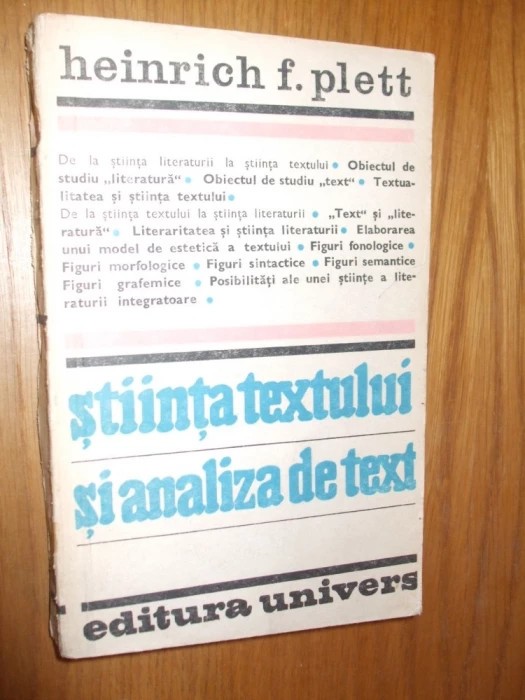 heinrich f. plett
De la știința literaturii la știința textului • Obiectul de
studiu „literatură“ • Obiectul de studiu „text“ • Textua-
litatea și știința textului •
De la știința textului la știința literaturii • „Text“ și „lite-
ratură“ • Literaritatea și știința literaturii • Elaborarea
unui model de estetică a textului • Figuri fonologice •
Figuri morfologice • Figuri sintactice • Figuri semantice
Figuri grafemice • Posibilități ale unei științe a lite-
raturii integratoare •
știința textului
și analiza de text
editura univers